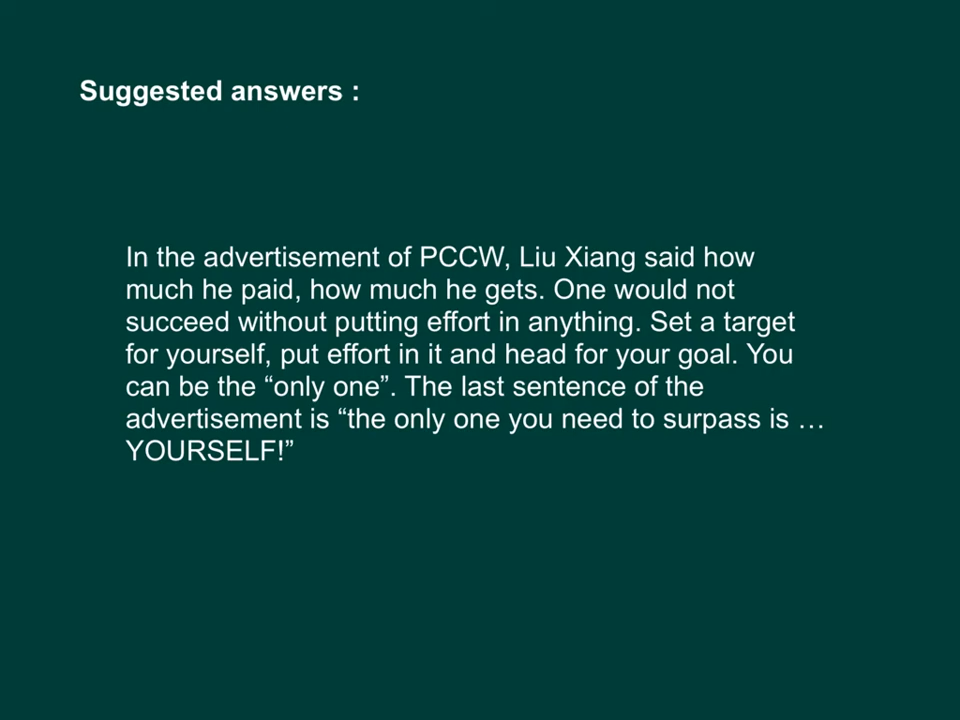 Suggested answers :
In the advertisement of PCCW, Liu Xiang said how
much he paid, how much he gets. One would not
succeed without putting effort in anything. Set a target
for yourself, put effort in it and head for your goal. You
can be the “only one”. The last sentence of the
advertisement is “the only one you need to surpass is …
YOURSELF!”